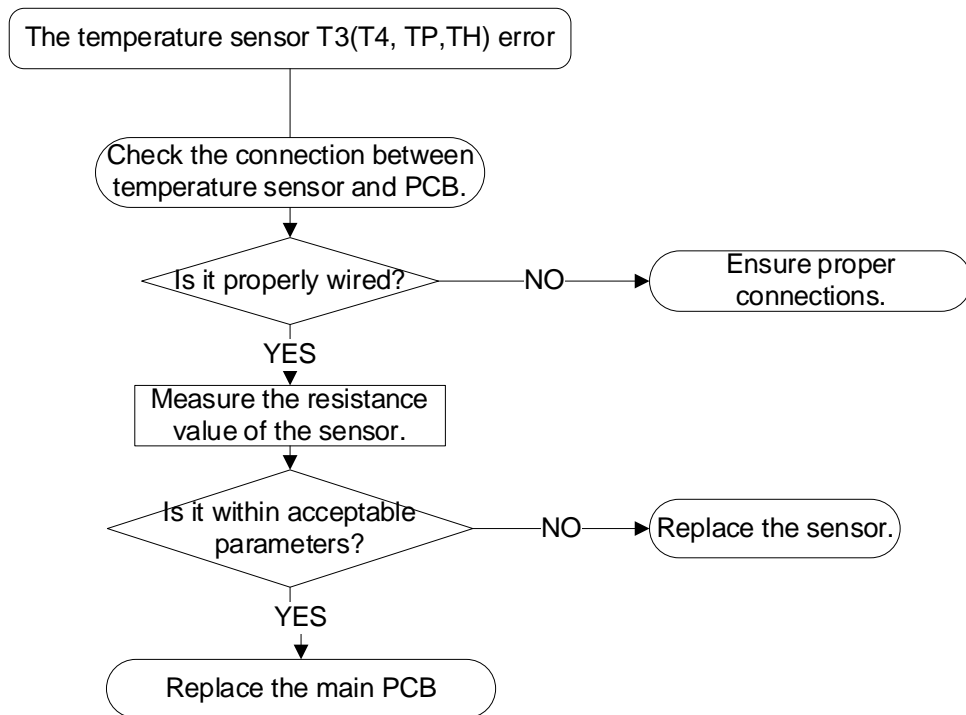 The temperature sensor T3(T4, TP,TH) error
Check the connection between
temperature sensor and PCB.
Is it properly wired?
NO
Ensure proper
connections.
YES
Measure the resistance
value of the sensor.
Is it within acceptable
parameters?
NO
Replace the sensor.
YES
Replace the main PCB